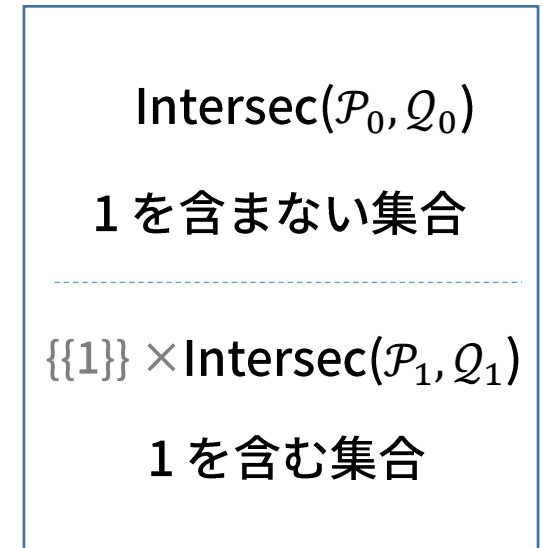 Intersec(𝒫₀, 𝒬₀)
1 を含まない集合
{{1}} ×Intersec(𝒫₁, 𝒬₁)
1 を含む集合